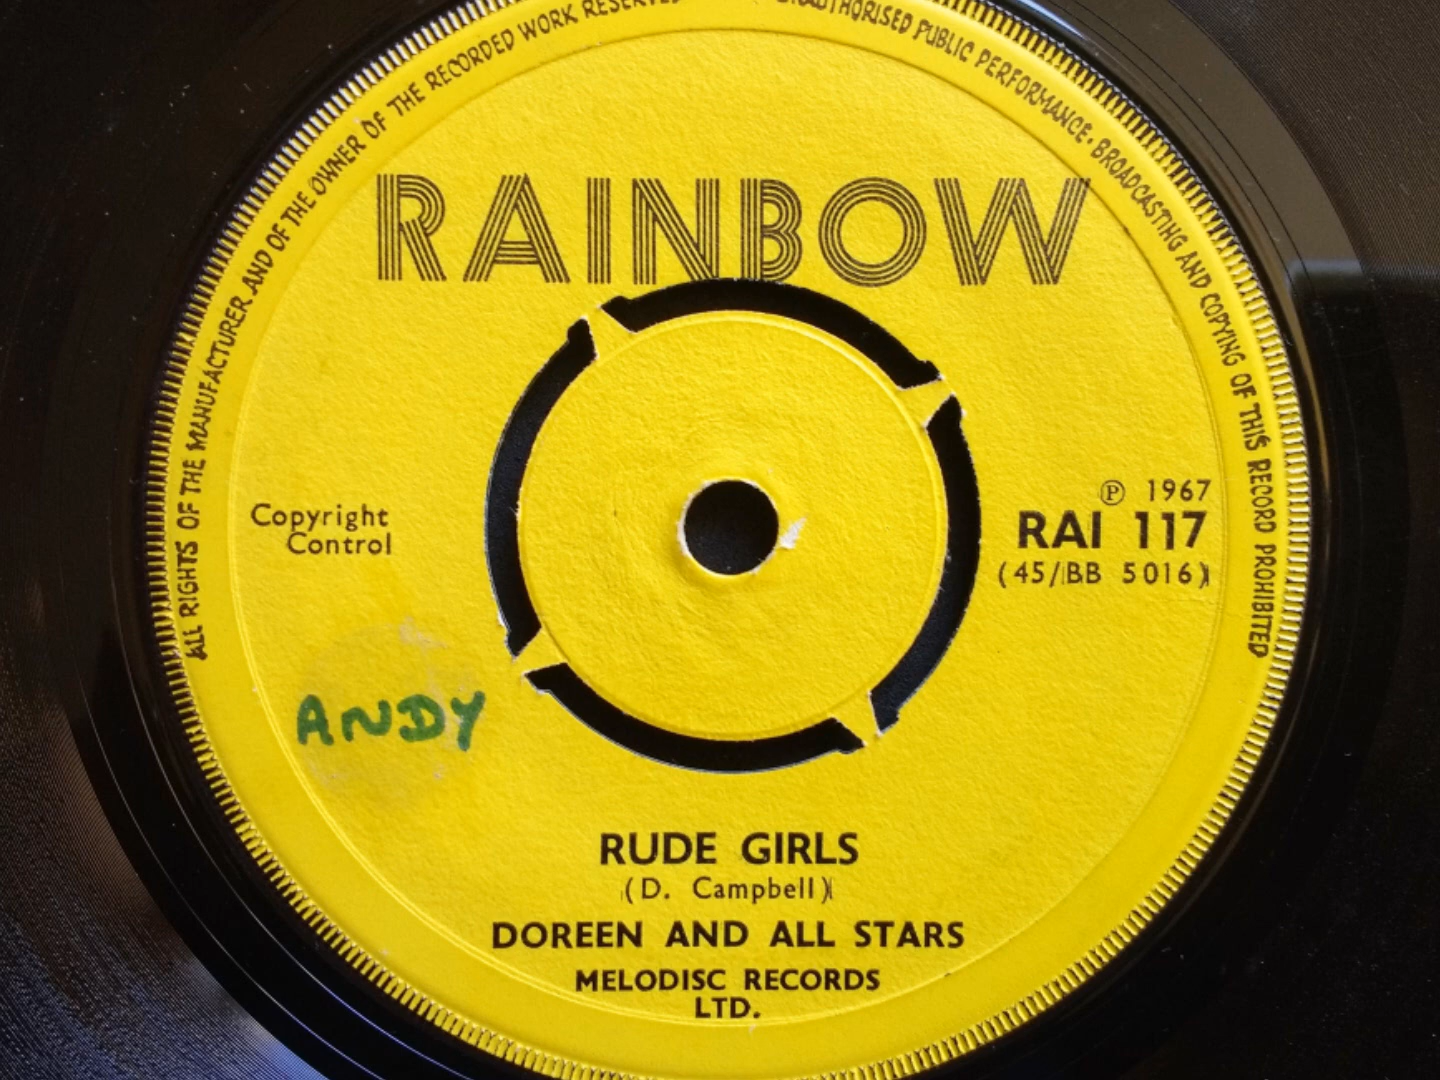 ALL RIGHTS OF THE MANUFACTURER AND OF THE OWNER OF THE RECORDED WORK RESERVED
UNAUTHORISED PUBLIC PERFORMANCE · BROADCASTING AND COPYING OF THIS RECORD PROHIBITED
RAINBOW
Copyright
Control
℗ 1967
RAI 117
(45/BB 5016)
ANDY
RUDE GIRLS
(D. Campbell)
DOREEN AND ALL STARS
MELODISC RECORDS
LTD.